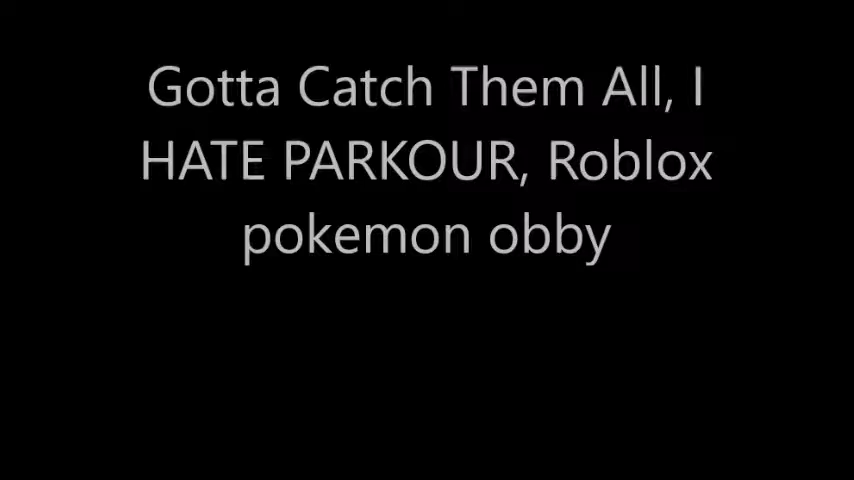 Gotta Catch Them All, I
HATE PARKOUR, Roblox
pokemon obby